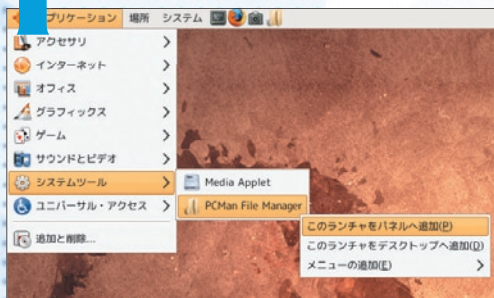 プリケーション 場所 システム
アクセサリ
インターネット
オフィス
グラフィックス
ゲーム
サウンドとビデオ
システムツール
ユニバーサル・アクセス
追加と削除...
Media Applet
PCMan File Manager
このランチャをパネルへ追加(P)
このランチャをデスクトップへ追加(D)
メニューの追加(E)